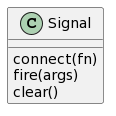 C Signal
connect(fn)
fire(args)
clear()